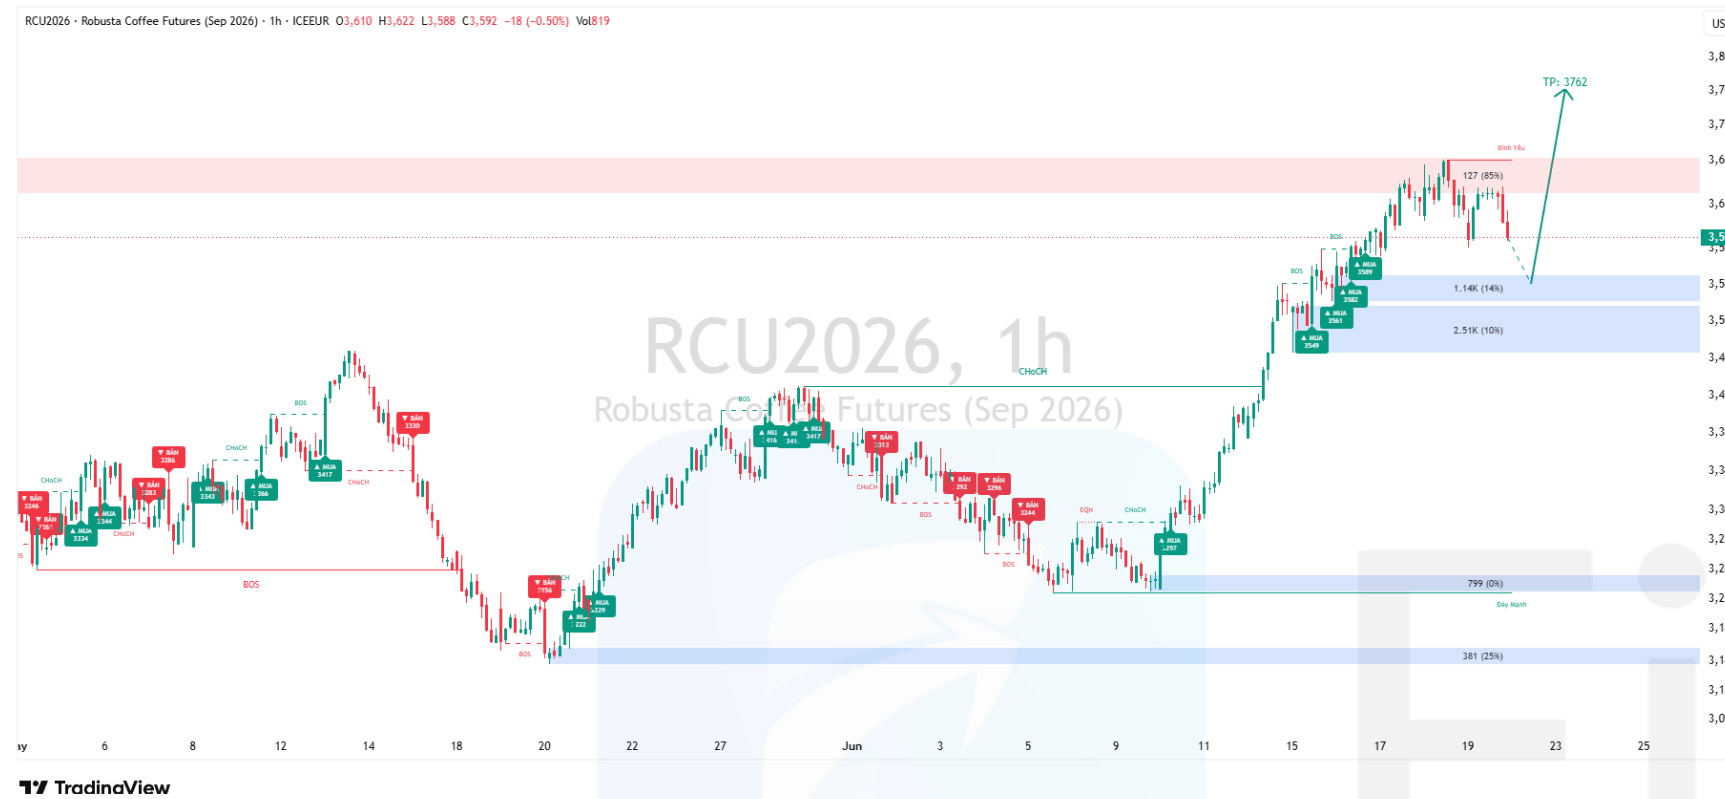 RCU2026 · Robusta Coffee Futures (Sep 2026) · 1h · ICEEUR O3,610 H3,622 L3,588 C3,592 −18 (−0.50%) Vol819
TP: 3762
Đỉnh Yếu
127 (85%)
BOS
BOS
▲ MUA
3589
1.14K (14%)
▲ MUA
3582
▲ MUA
3561
2.51K (10%)
▲ MUA
3549
RCU2026, 1h
Robusta Coffee Futures (Sep 2026)
CHoCH
BOS
BOS
▼ BÁN
3330
▲ MUA
3417
CHoCH
CHoCH
▼ BÁN
3286
CHoCH
▼ BÁN
3283
▼ BÁN
3246
▼ BÁN
▲ MUA
3344
▲ MUA
3334
CHoCH
3343
▲ MUA
BOS
3417
▼ BÁN
CHoCH
▼ BÁN
▼ BÁN
3296
BOS
▼ BÁN
3244
BOS
EQH
CHoCH
▲ MUA
799 (0%)
Đáy Mạnh
▼ BÁN
▲ MUA
BOS
381 (25%)
6 8 12 14 18 20 22 27 Jun 3 5 9 11 15 17 19 23 25
TradingView